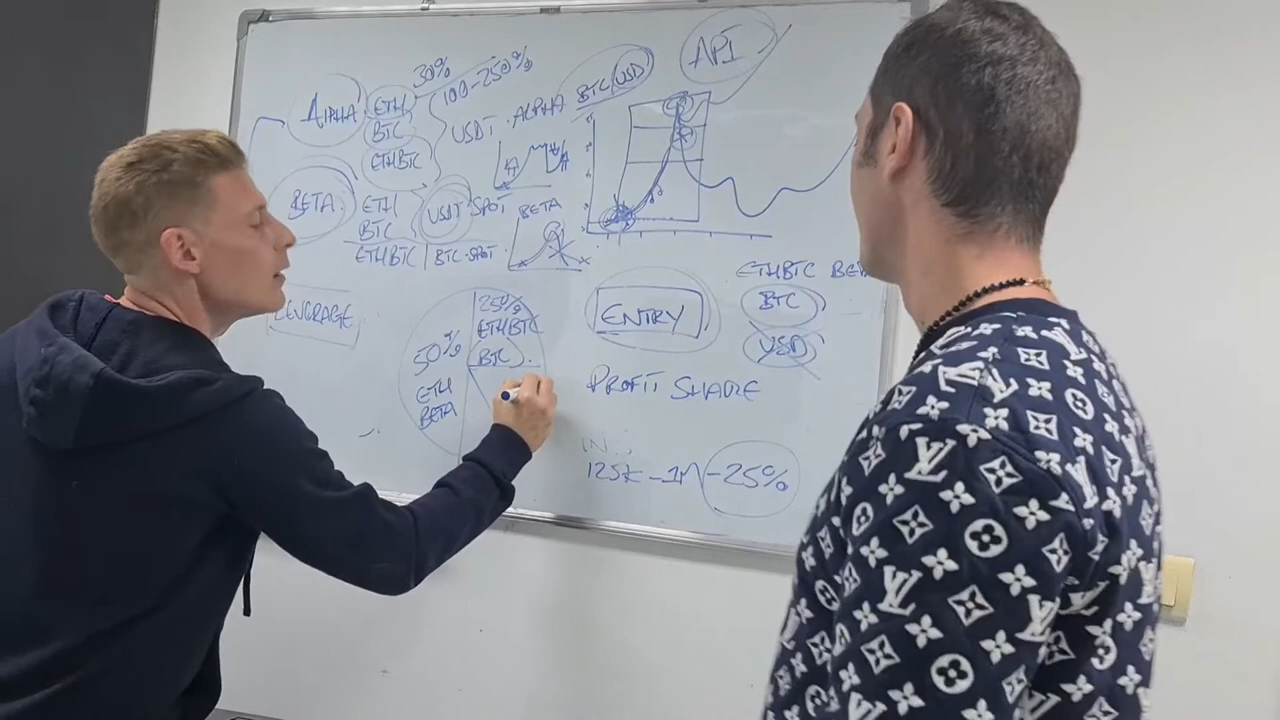 30%
100-250%
ALPHA
ETH
BTC
ETHBTC
USDT · ALPHA
BTC/USD
API
BETA
ETH
BTC
ETHBTC | BTC·SPOT
USDT SPOT
BETA
LEVERAGE
50%
ETH
BETA
25%
ETHBTC
BTC
ENTRY
ETHBTC BE
BTC
USD
PROFIT SHARE
125K - 1M - 25%